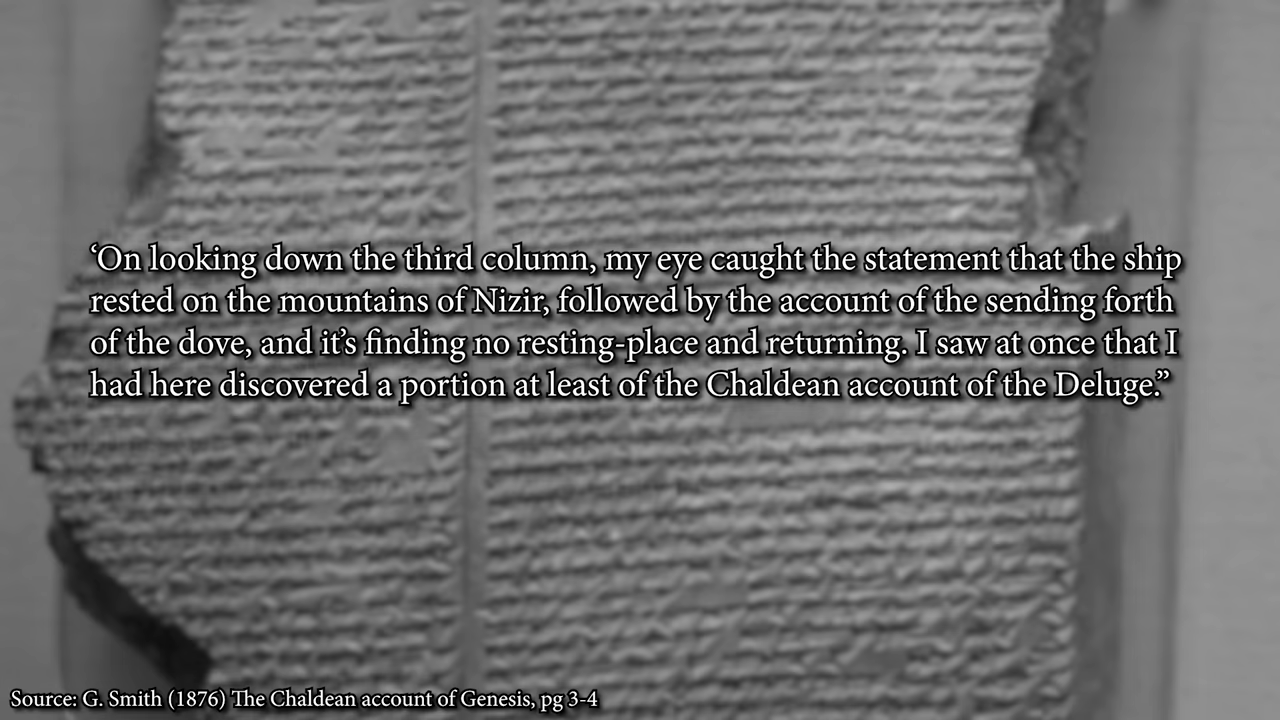 ‘On looking down the third column, my eye caught the statement that the ship
rested on the mountains of Nizir, followed by the account of the sending forth
of the dove, and it’s finding no resting-place and returning. I saw at once that I
had here discovered a portion at least of the Chaldean account of the Deluge.”
Source: G. Smith (1876) The Chaldean account of Genesis, pg 3-4